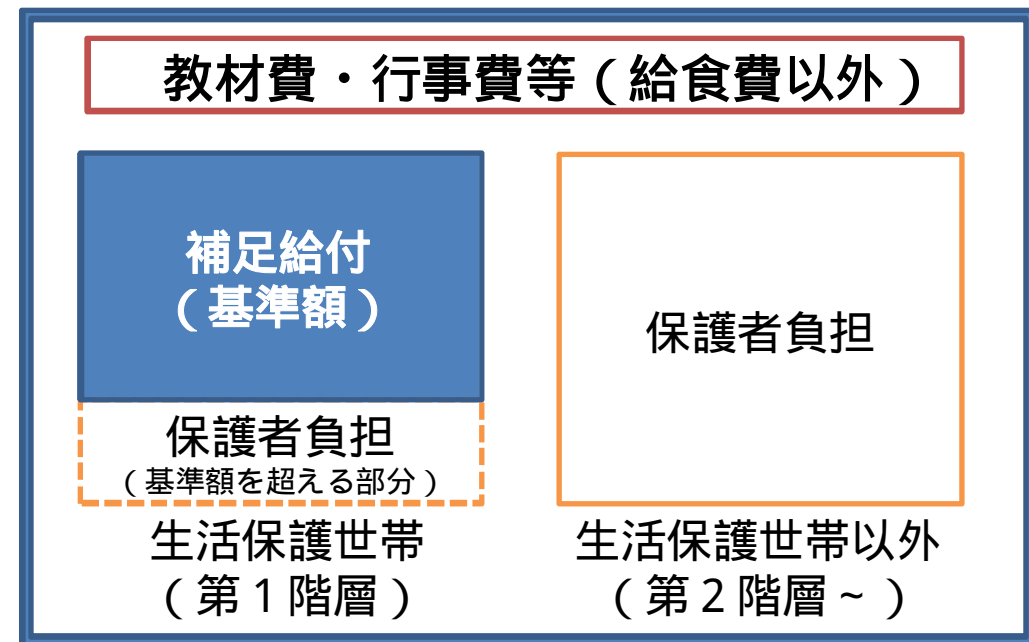 教材費・行事費等（給食費以外）
補足給付
（基準額）
保護者負担
（基準額を超える部分）
生活保護世帯
（第１階層）
保護者負担
生活保護世帯以外
（第２階層~）